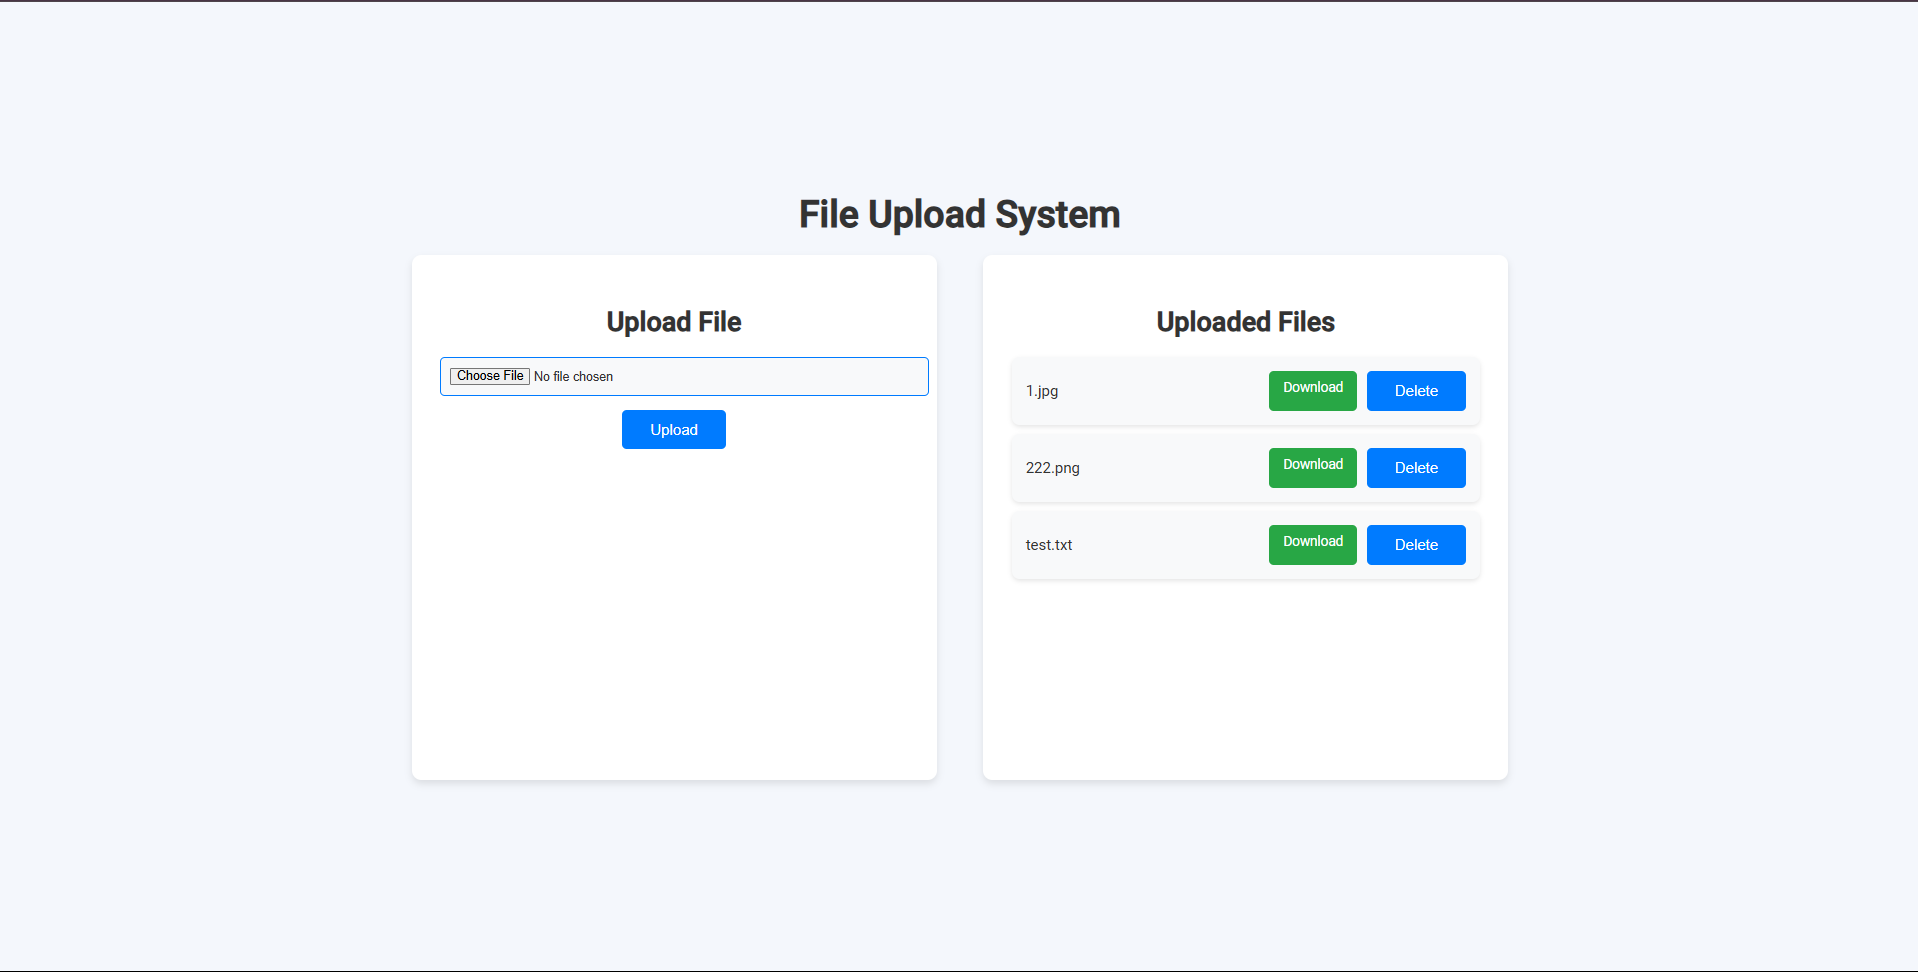 File Upload System
Upload File
Choose File No file chosen
Upload
Uploaded Files
1.jpg Download Delete
222.png Download Delete
test.txt Download Delete